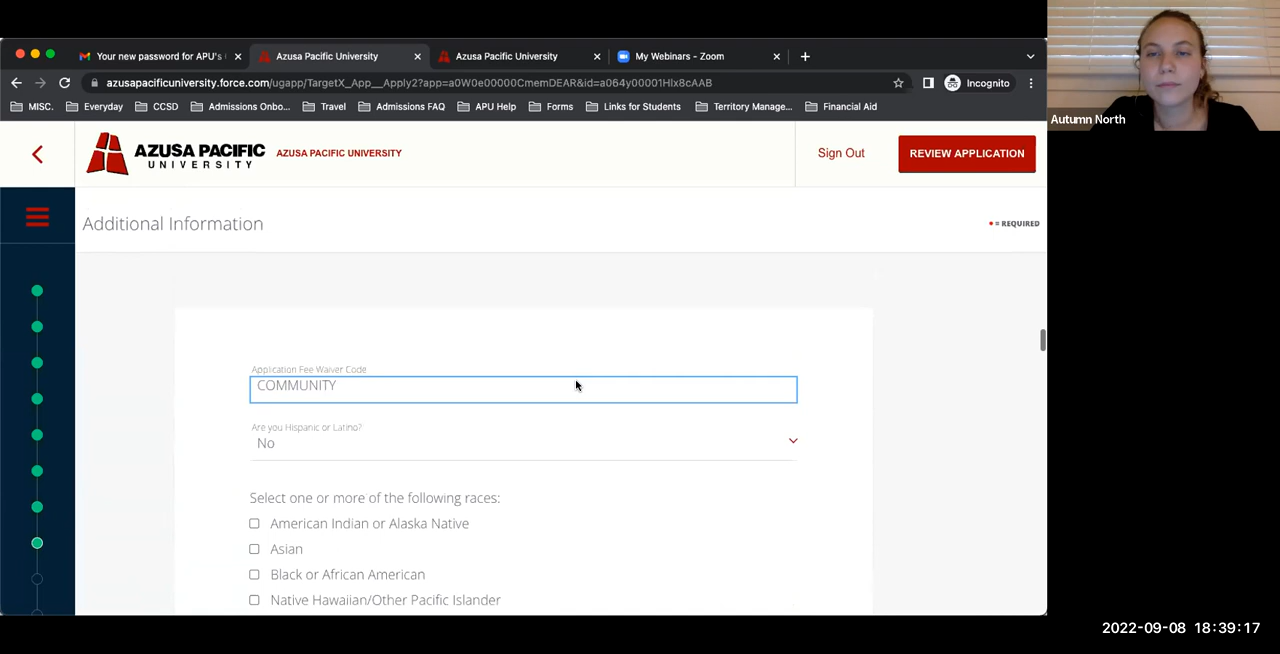 Your new password for APU's
Azusa Pacific University
Azusa Pacific University
My Webinars - Zoom
azusapacificuniversity.force.com/ugapp/TargetX_App__Apply2?app=a0W0e00000CmemDEAR&id=a064y00001HIx8cAAB
Incognito
MISC.
Everyday
CCSD
Admissions Onbo...
Travel
Admissions FAQ
APU Help
Forms
Links for Students
Territory Manage...
Financial Aid
Autumn North
AZUSA PACIFIC
UNIVERSITY
AZUSA PACIFIC UNIVERSITY
Sign Out
REVIEW APPLICATION
Additional Information
= REQUIRED
Application Fee Waiver Code
COMMUNITY
Are you Hispanic or Latino?
No
Select one or more of the following races:
American Indian or Alaska Native
Asian
Black or African American
Native Hawaiian/Other Pacific Islander
2022-09-08 18:39:17